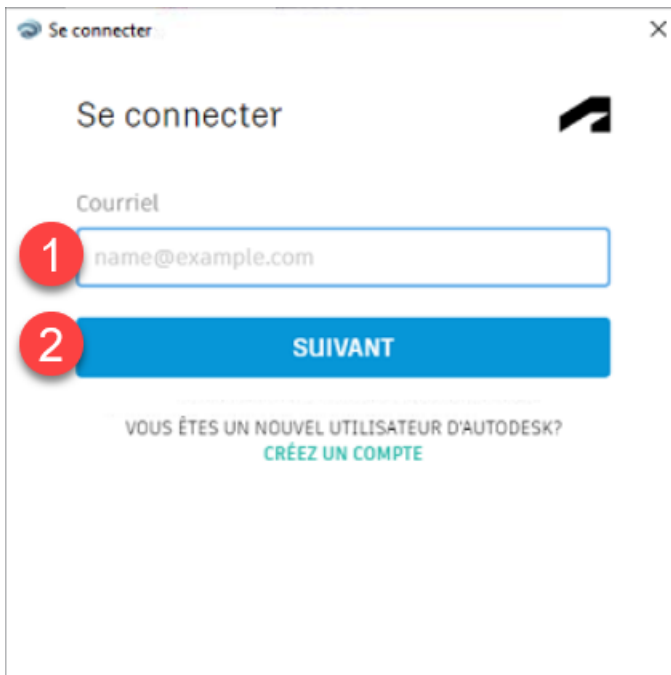 Se connecter
Se connecter
Courriel
1
name@example.com
2
SUIVANT
VOUS ÊTES UN NOUVEL UTILISATEUR D'AUTODESK?
CRÉEZ UN COMPTE